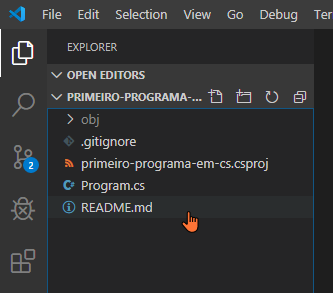 File Edit Selection View Go Debug Ter
EXPLORER
OPEN EDITORS
PRIMEIRO-PROGRAMA-...
obj
.gitignore
primeiro-programa-em-cs.csproj
C# Program.cs
README.md
2